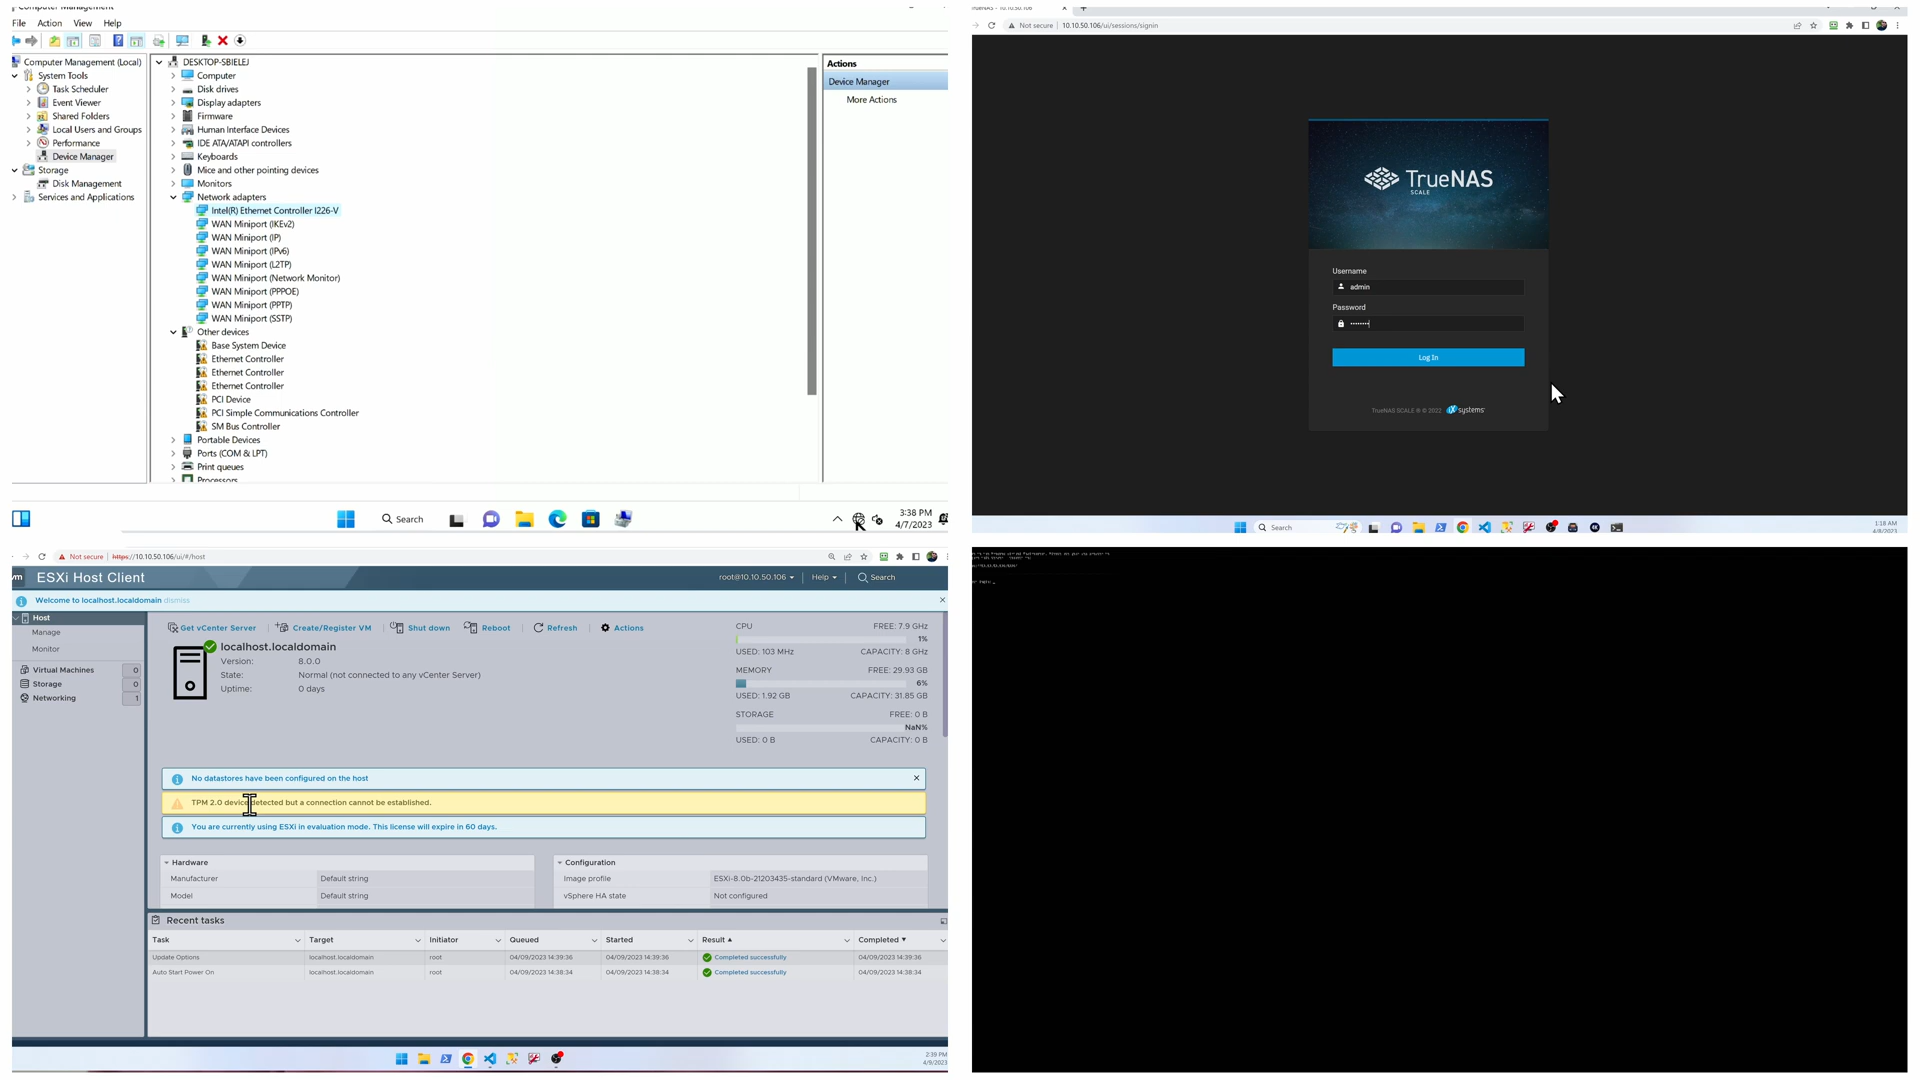 File Action View Help
Computer Management (Local)
System Tools
Task Scheduler
Event Viewer
Shared Folders
Local Users and Groups
Performance
Device Manager
Storage
Disk Management
Services and Applications
DESKTOP-SBIELEJ
Computer
Disk drives
Display adapters
Firmware
Human Interface Devices
IDE ATA/ATAPI controllers
Keyboards
Mice and other pointing devices
Monitors
Network adapters
Intel(R) Ethernet Controller I226-V
WAN Miniport (IKEv2)
WAN Miniport (IP)
WAN Miniport (IPv6)
WAN Miniport (L2TP)
WAN Miniport (Network Monitor)
WAN Miniport (PPPOE)
WAN Miniport (PPTP)
WAN Miniport (SSTP)
Other devices
Base System Device
Ethernet Controller
Ethernet Controller
Ethernet Controller
PCI Device
PCI Simple Communications Controller
SM Bus Controller
Portable Devices
Ports (COM & LPT)
Print queues
Processors
Actions
Device Manager
More Actions
Search
3:38 PM
4/7/2023
Not secure 10.10.50.106/ui/sessions/signin
TrueNAS
SCALE
Username
admin
Password
Log In
TrueNAS SCALE ® © 2022 iXsystems
Search
1:18 AM
4/8/2023
Not secure https://10.10.50.106/ui/#/host
vm ESXi Host Client
root@10.10.50.106 Help Search
Welcome to localhost.localdomain dismiss
Host
Manage
Monitor
Virtual Machines 0
Storage 0
Networking 1
Get vCenter Server Create/Register VM Shut down Reboot Refresh Actions
localhost.localdomain
Version: 8.0.0
State: Normal (not connected to any vCenter Server)
Uptime: 0 days
CPU FREE: 7.9 GHz
1%
USED: 103 MHz CAPACITY: 8 GHz
MEMORY FREE: 29.93 GB
6%
USED: 1.92 GB CAPACITY: 31.85 GB
STORAGE FREE: 0 B
NaN%
USED: 0 B CAPACITY: 0 B
No datastores have been configured on the host
TPM 2.0 device detected but a connection cannot be established.
You are currently using ESXi in evaluation mode. This license will expire in 60 days.
Hardware
Manufacturer Default string
Model Default string
Configuration
Image profile ESXi-8.0b-21203435-standard (VMware, Inc.)
vSphere HA state Not configured
Recent tasks
Task Target Initiator Queued Started Result Completed
Update Options localhost.localdomain root 04/09/2023 14:39:36 04/09/2023 14:39:36 Completed successfully 04/09/2023 14:39:36
Auto Start Power On localhost.localdomain root 04/09/2023 14:38:34 04/09/2023 14:38:34 Completed successfully 04/09/2023 14:38:34
2:39 PM
4/9/2023